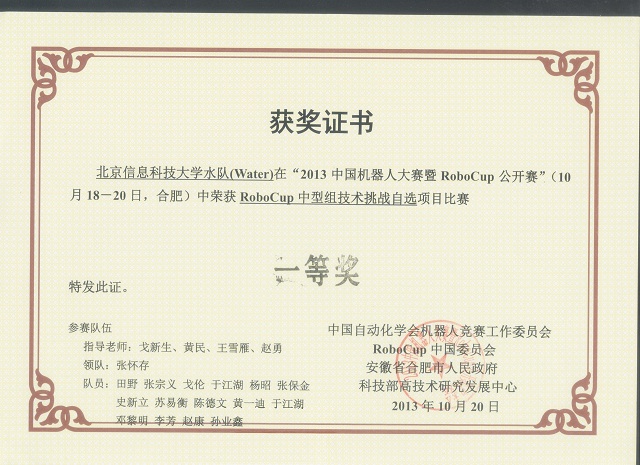 获奖证书
北京信息科技大学水队(Water)在“2013 中国机器人大赛暨 RoboCup 公开赛”（10
月 18－20 日，合肥）中荣获 RoboCup 中型组技术挑战自选项目比赛
一等奖
特发此证。
参赛队伍
指导老师：戈新生、黄民、王雪雁、赵勇
领队：张怀存
队员：田野 张宗义 戈伦 于江湖 杨昭 张保金
史新立 苏易衡 陈德文 黄一迪 于江湖
邓黎明 李芳 赵康 孙业鑫
中国自动化学会机器人竞赛工作委员会
RoboCup 中国委员会
安徽省合肥市人民政府
科技部高技术研究发展中心
2013 年 10 月 20 日